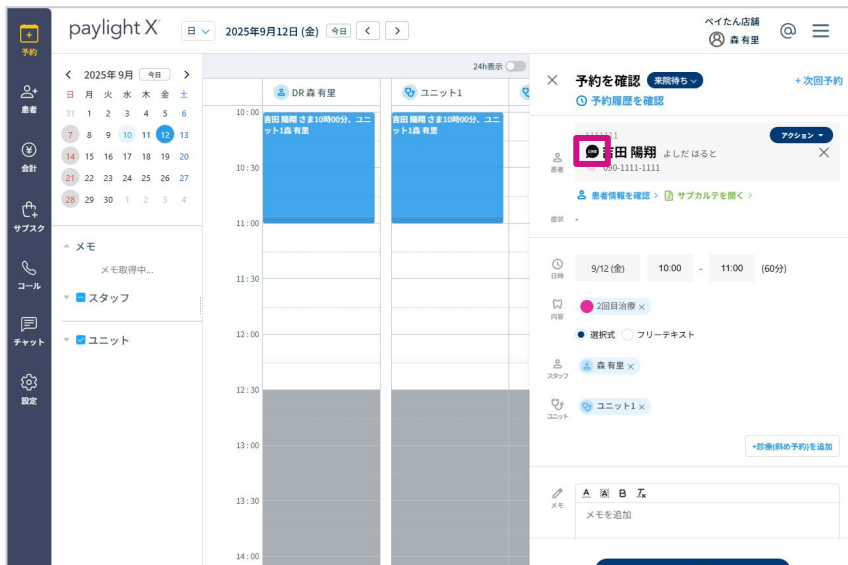 paylight X
日
2025年9月12日 (金)
今日
ペイたん店舗
森 有里
予約
患者
会計
サブスク
コール
チャット
設定
2025年 9月 今日
日 月 火 水 木 金 土
31 1 2 3 4 5 6
7 8 9 10 11 12 13
14 15 16 17 18 19 20
21 22 23 24 25 26 27
28 29 30 1 2 3 4
メモ
メモ取得中...
スタッフ
ユニット
24h表示
DR 森 有里
ユニット1
10:00
吉田 陽翔 さま10時00分、ユニット1森 有里
吉田 陽翔 さま10時00分、ユニット1森 有里
10:30
11:00
11:30
12:00
12:30
13:00
13:30
14:00
予約を確認 来院待ち
+ 次回予約
予約履歴を確認
1111111
アクション
患者
LINE
吉田 陽翔 よしだ はると
090-1111-1111
患者情報を確認 > サブカルテを開く >
症状 -
日時
9/12 (金) 10:00 - 11:00 (60分)
内容
2回目治療 ×
選択式 フリーテキスト
スタッフ
森 有里 ×
ユニット
ユニット1 ×
+診療(斜め予約)を追加
メモ
A A B Tx
メモを追加